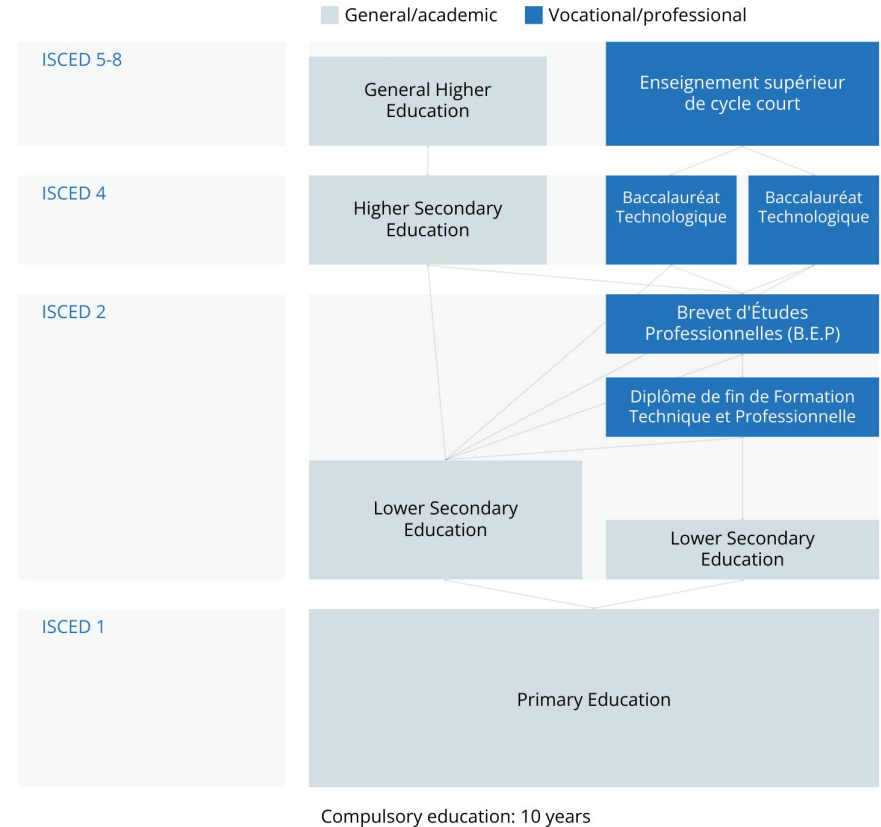 General/academic
Vocational/professional
ISCED 5-8
General Higher
Education
Enseignement supérieur
de cycle court
ISCED 4
Higher Secondary
Education
Baccalauréat
Technologique
Baccalauréat
Technologique
ISCED 2
Brevet d'Études
Professionnelles (B.E.P)
Diplôme de fin de Formation
Technique et Professionnelle
Lower Secondary
Education
Lower Secondary
Education
ISCED 1
Primary Education
Compulsory education: 10 years